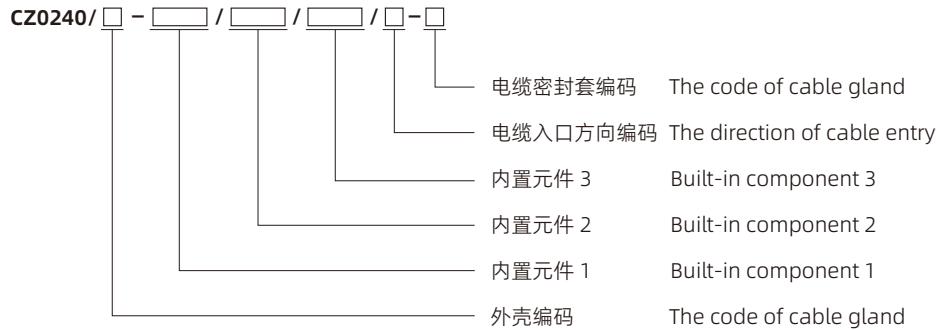 CZ0240/ □ – □ / □ / □ / □ – □
电缆密封套编码 The code of cable gland
电缆入口方向编码 The direction of cable entry
内置元件 3 Built-in component 3
内置元件 2 Built-in component 2
内置元件 1 Built-in component 1
外壳编码 The code of cable gland